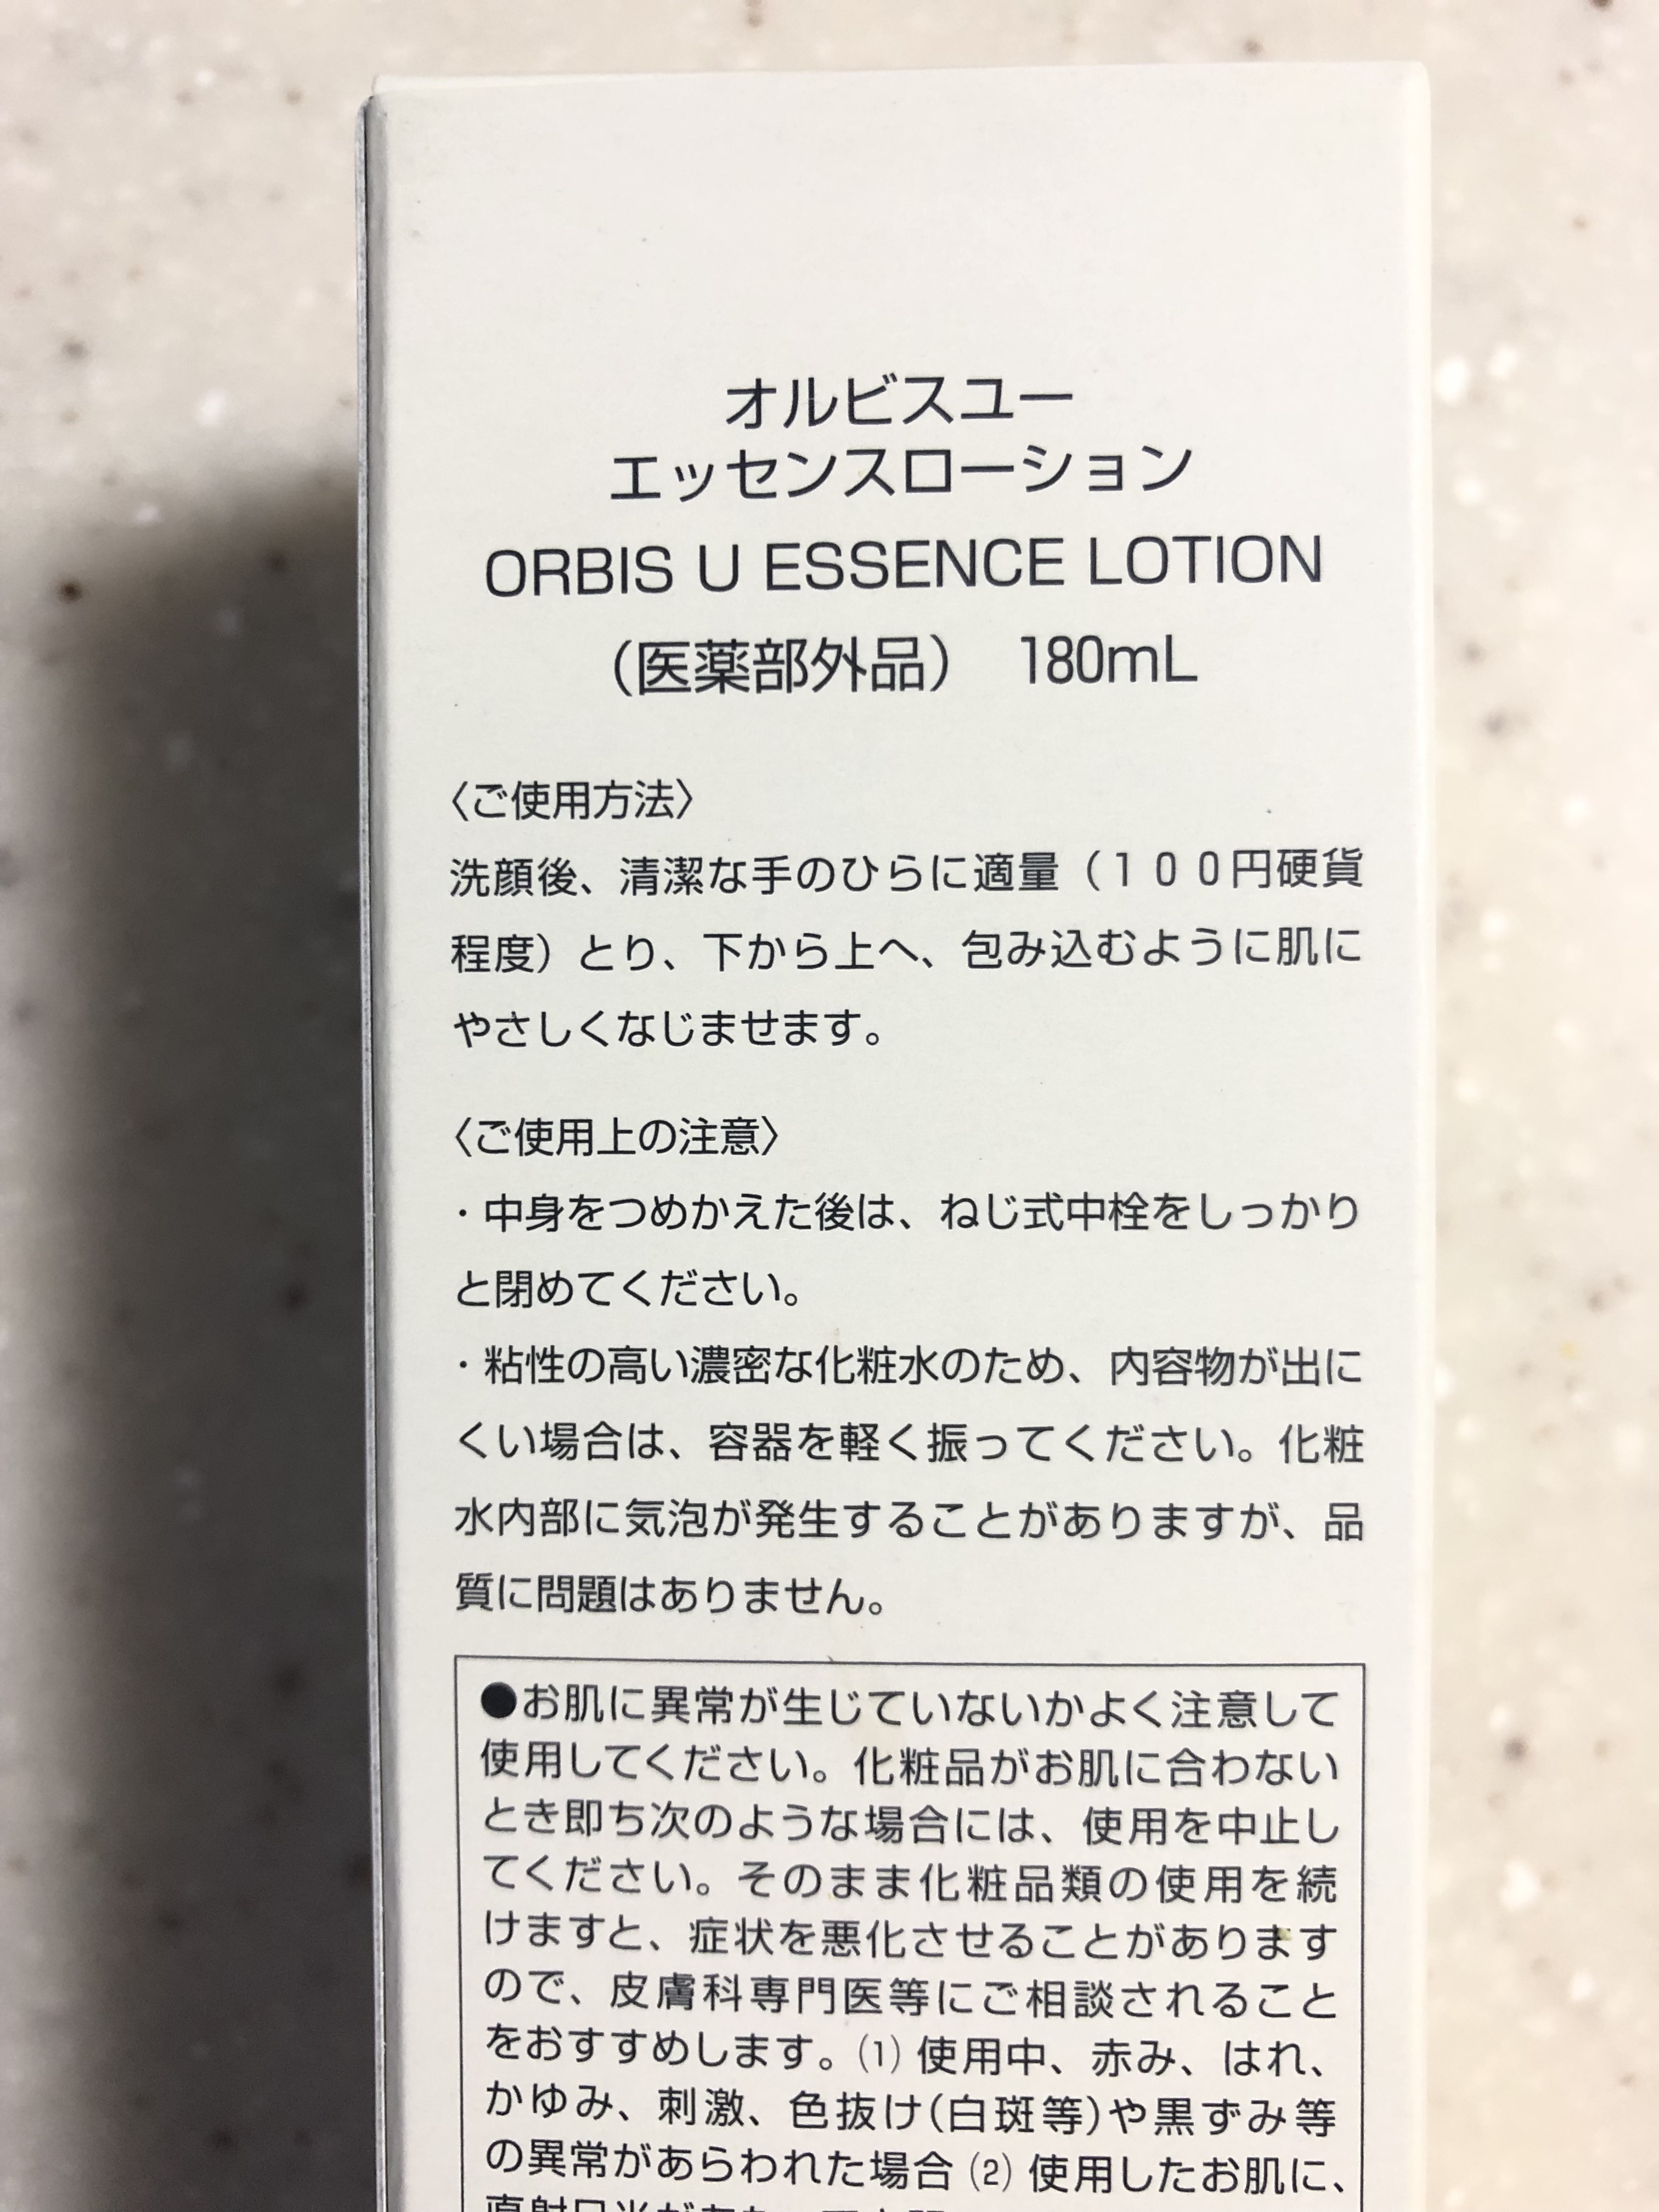 オルビスユー
エッセンスローション
ORBIS U ESSENCE LOTION
（医薬部外品）　180mL
〈ご使用方法〉
洗顔後、清潔な手のひらに適量（１００円硬貨
程度）とり、下から上へ、包み込むように肌に
やさしくなじませます。
〈ご使用上の注意〉
・中身をつめかえた後は、ねじ式中栓をしっかり
と閉めてください。
・粘性の高い濃密な化粧水のため、内容物が出に
くい場合は、容器を軽く振ってください。化粧
水内部に気泡が発生することがありますが、品
質に問題はありません。
●お肌に異常が生じていないかよく注意して
使用してください。化粧品がお肌に合わない
とき即ち次のような場合には、使用を中止し
てください。そのまま化粧品類の使用を続
けますと、症状を悪化させることがあります
ので、皮膚科専門医等にご相談されること
をおすすめします。⑴ 使用中、赤み、はれ、
かゆみ、刺激、色抜け(白斑等)や黒ずみ等
の異常があらわれた場合 ⑵ 使用したお肌に、